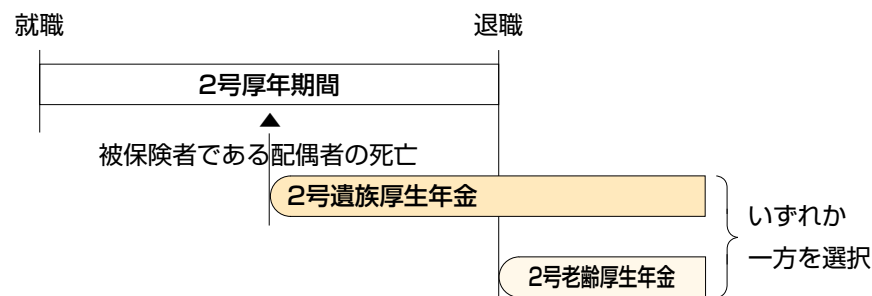 就職
退職
2号厚年期間
被保険者である配偶者の死亡
2号遺族厚生年金
いずれか
一方を選択
2号老齢厚生年金